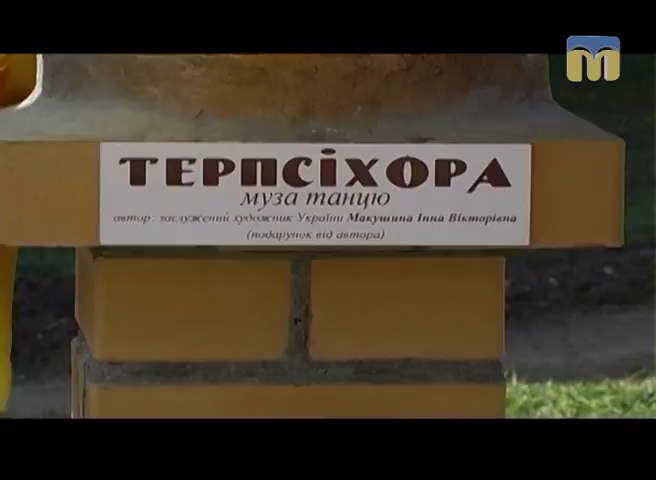 ТЕРПСІХОРА
муза танцю
автор: заслужений художник України Макушина Інна Вікторівна
(подарунок від автора)